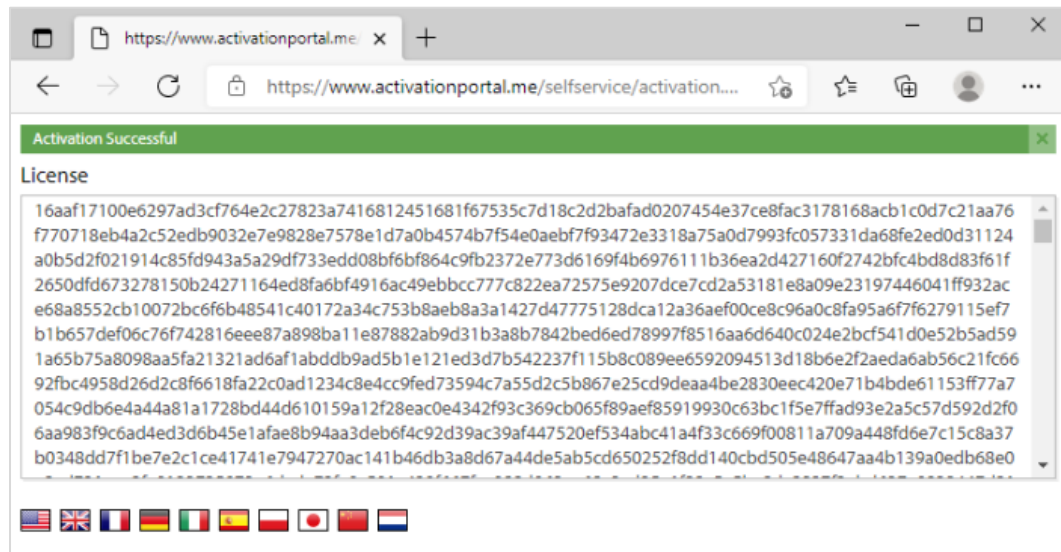 https://www.activationportal.me/
https://www.activationportal.me/selfservice/activation....
Activation Successful
License
16aaf17100e6297ad3cf764e2c27823a7416812451681f67535c7d18c2d2bafad0207454e37ce8fac3178168acb1c0d7c21aa76
f770718eb4a2c52edb9032e7e9828e7578e1d7a0b4574b7f54e0aebf7f93472e3318a75a0d7993fc057331da68fe2ed0d31124
a0b5d2f021914c85fd943a5a29df733edd08bf6bf864c9fb2372e773d6169f4b6976111b36ea2d427160f2742bfc4bd8d83f61f
2650dfd673278150b24271164ed8fa6bf4916ac49ebbcc777c822ea72575e9207dce7cd2a53181e8a09e23197446041ff932ac
e68a8552cb10072bc6f6b48541c40172a34c753b8aeb8a3a1427d47775128dca12a36aef00ce8c96a0c8fa95a6f7f6279115ef7
b1b657def06c76f742816eee87a898ba11e87882ab9d31b3a8b7842bed6ed78997f8516aa6d640c024e2bcf541d0e52b5ad59
1a65b75a8098aa5fa21321ad6af1abddb9ad5b1e121ed3d7b542237f115b8c089ee6592094513d18b6e2f2aeda6ab56c21fc66
92fbc4958d26d2c8f6618fa22c0ad1234c8e4cc9fed73594c7a55d2c5b867e25cd9deaa4be2830eec420e71b4bde61153ff77a7
054c9db6e4a44a81a1728bd44d610159a12f28eac0e4342f93c369cb065f89aef85919930c63bc1f5e7ffad93e2a5c57d592d2f0
6aa983f9c6ad4ed3d6b45e1afae8b94aa3deb6f4c92d39ac39af447520ef534abc41a4f33c669f00811a709a448fd6e7c15c8a37
b0348dd7f1be7e2c1ce41741e7947270ac141b46db3a8d67a44de5ab5cd650252f8dd140cbd505e48647aa4b139a0edb68e0